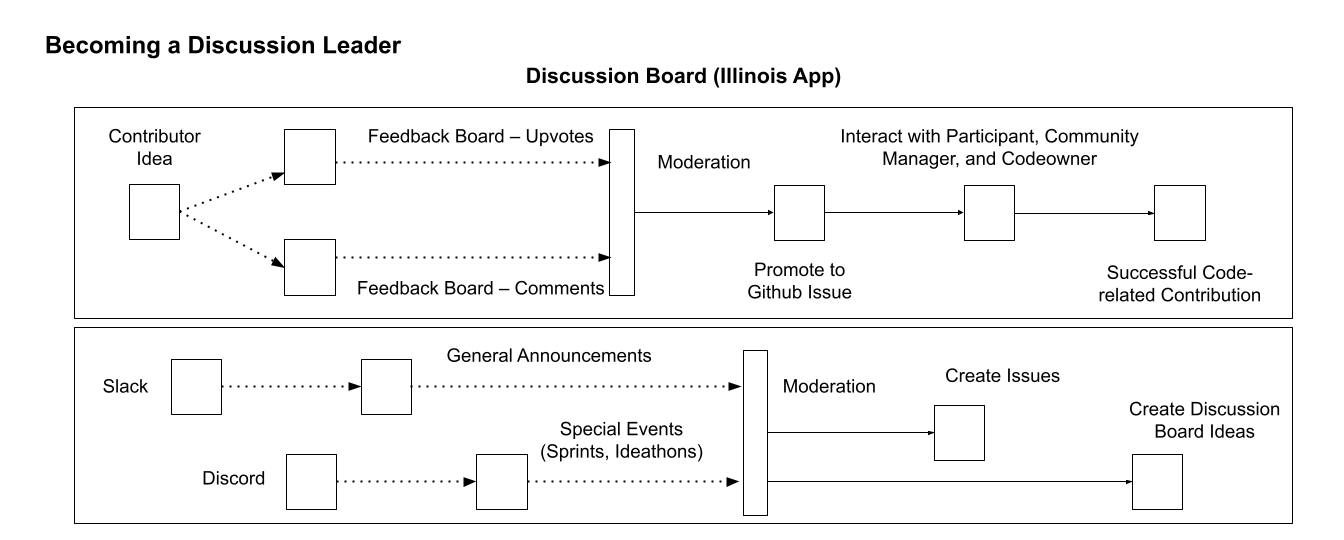 Becoming a Discussion Leader
Discussion Board (Illinois App)
Contributor
Idea
Feedback Board – Upvotes
Feedback Board – Comments
Moderation
Promote to
Github Issue
Interact with Participant, Community
Manager, and Codeowner
Successful Code-
related Contribution
Slack
General Announcements
Discord
Special Events
(Sprints, Ideathons)
Moderation
Create Issues
Create Discussion
Board Ideas